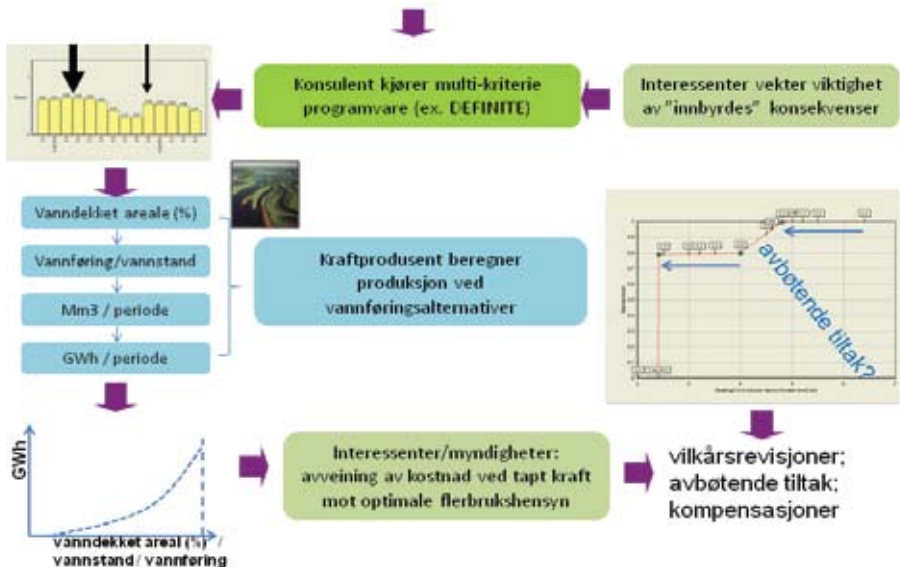 Konsulent kjører multi-kriterie
programvare (ex. DEFINITE)
Interessenter vekter viktighet
av "innbyrdes" konsekvenser
Vanndekket areale (%)
Vannføring/vannstand
Mm3 / periode
GWh / periode
Kraftprodusent beregner
produksjon ved
vannføringsalternativer
avbøtende tiltak?
GWh
vanndekket areal (%) /
vannstand / vannføring
Interessenter/myndigheter:
avveining av kostnad ved tapt kraft
mot optimale flerbrukshensyn
vilkårsrevisjoner;
avbøtende tiltak;
kompensasjoner